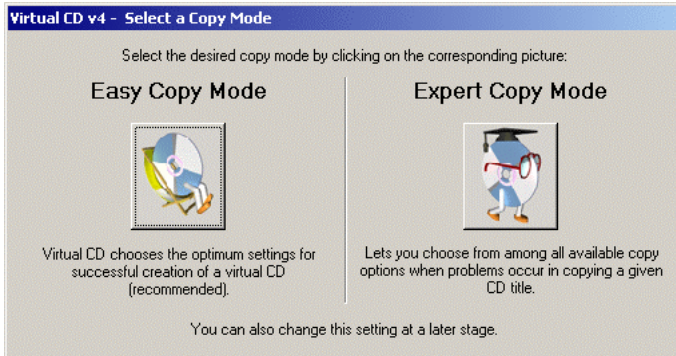 Virtual CD v4 - Select a Copy Mode
Select the desired copy mode by clicking on the corresponding picture:
Easy Copy Mode
Virtual CD chooses the optimum settings for
successful creation of a virtual CD
(recommended).
Expert Copy Mode
Lets you choose from among all available copy
options when problems occur in copying a given
CD title.
You can also change this setting at a later stage.